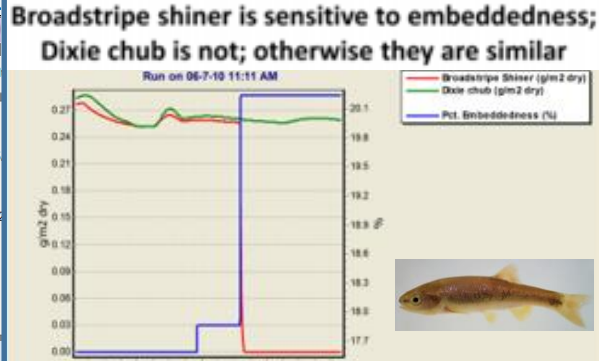 Broadstripe shiner is sensitive to embeddedness;
Dixie chub is not; otherwise they are similar
Run on 06-7-10 11:11 AM
Broadstripe Shiner (g/m2 dry)
Dixie chub (g/m2 dry)
Pct. Embeddedness (%)
0.27
0.24
0.21
0.18
0.15
0.12
0.09
0.06
0.03
0.00
g/m2 dry
20.1
19.8
19.5
19.2
18.9
18.6
18.3
18.0
17.7
%